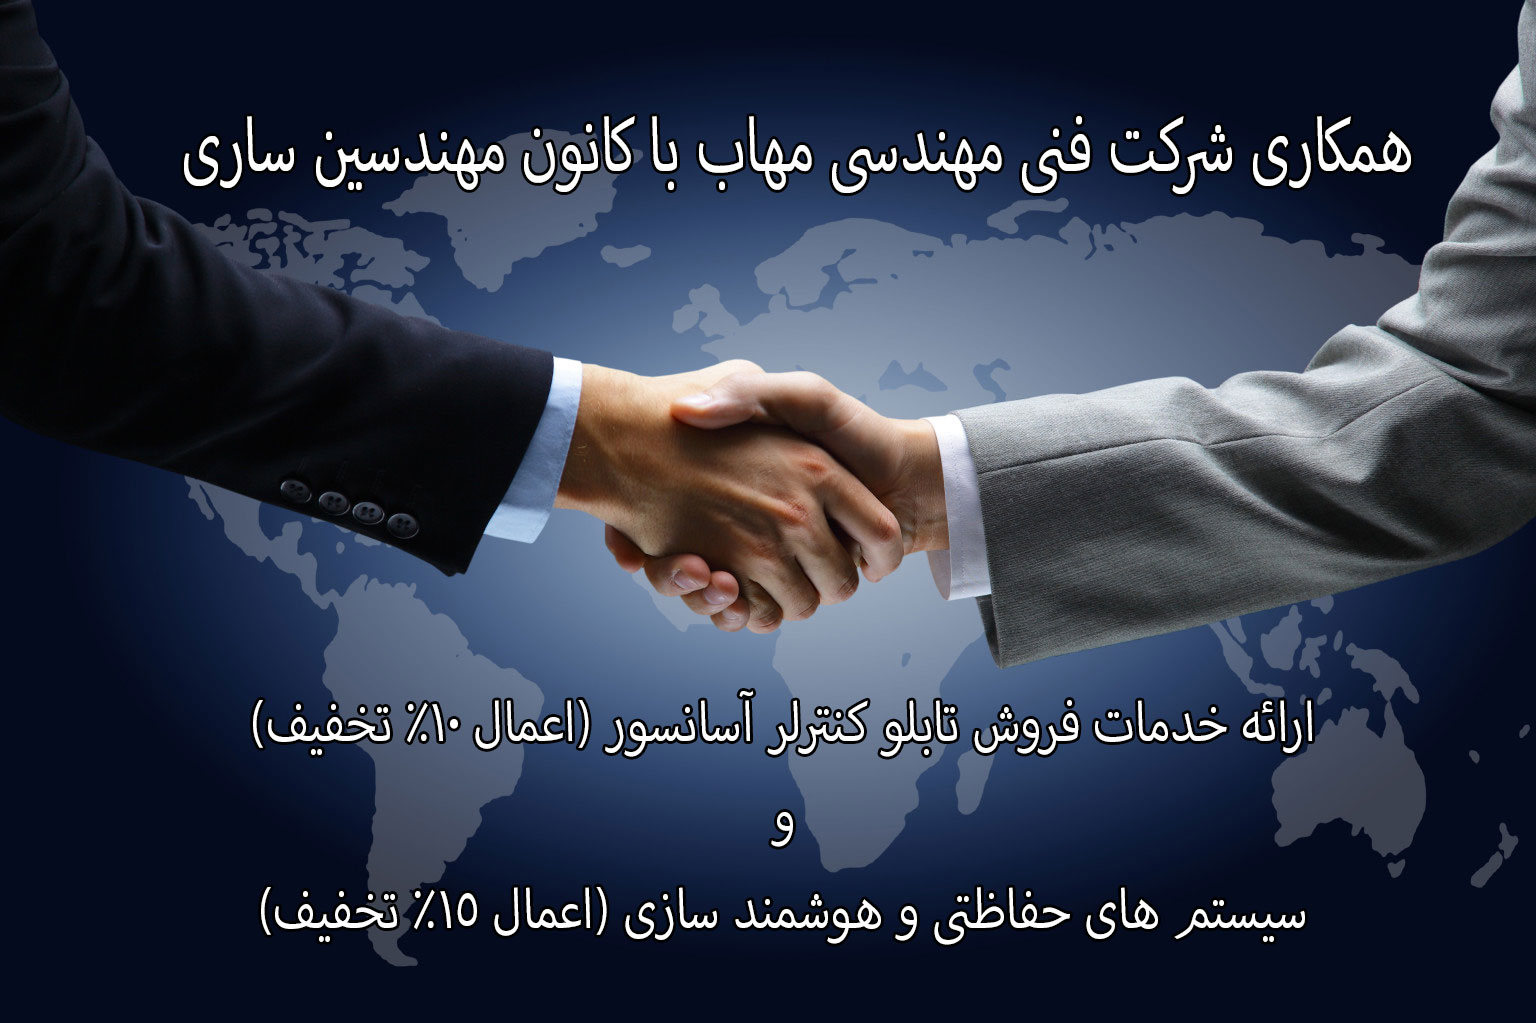 همکاری شرکت فنی مهندسی مهاب با کانون مهندسین ساری
ارائه خدمات فروش تابلو کنترلر آسانسور (اعمال ۱۰٪ تخفیف)
و
سیستم های حفاظتی و هوشمند سازی (اعمال ۱۵٪ تخفیف)